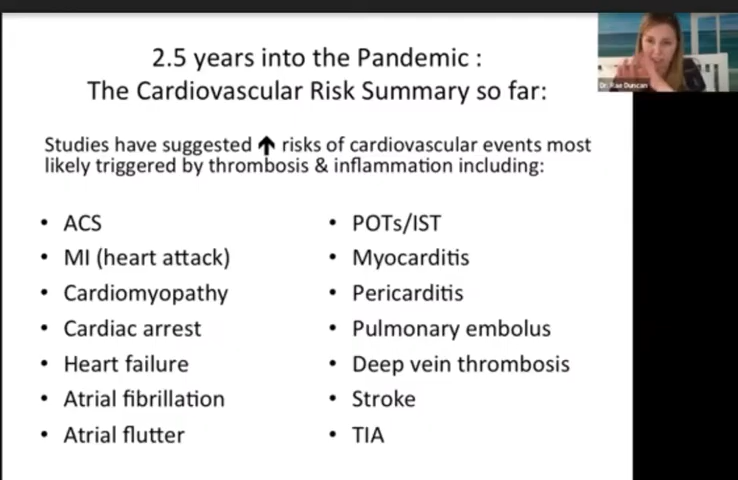 2.5 years into the Pandemic :
The Cardiovascular Risk Summary so far:
Studies have suggested ↑ risks of cardiovascular events most
likely triggered by thrombosis & inflammation including:
• ACS
• MI (heart attack)
• Cardiomyopathy
• Cardiac arrest
• Heart failure
• Atrial fibrillation
• Atrial flutter
• POTs/IST
• Myocarditis
• Pericarditis
• Pulmonary embolus
• Deep vein thrombosis
• Stroke
• TIA
Dr. Rae Duncan